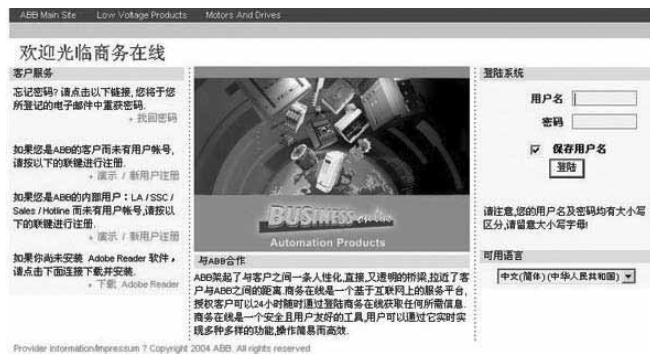 ABB Main Site Low Voltage Products Motors And Drives
欢迎光临商务在线
客户服务
忘记密码? 请点击以下链接, 您将于您
所登记的电子邮件中重获密码.
找回密码
如果您是ABB的客户而未有用户帐号,
请按以下的联键进行注册.
演示 / 新用户注册
如果您是ABB的内部用户：LA / SSC /
Sales / Hotline 而未有用户帐号,请按以
下的联键进行注册.
演示 / 新用户注册
如果你尚未安装 Adobe Reader 软件，
请点击下面连接下载并安装.
下载 Adobe Reader
BUSINESS online
Automation Products
与ABB合作
ABB架起了与客户之间一条人性化,直接,又透明的桥梁,拉近了客
户与ABB之间的距离.商务在线是一个基于互联网上的服务平台,
授权客户可以24小时随时通过登陆商务在线获取任何所需信息.
商务在线是一个安全且用户友好的工具,用户可以通过它实时实
现多种多样的功能,操作简易而高效.
登陆系统
用户名
密码
保存用户名
登陆
请注意,您的用户名及密码均有大小写
区分,请留意大小写字母!
可用语言
中文(简体) (中华人民共和国)
Provider Information/Impressum ? Copyright 2004 ABB. All rights reserved